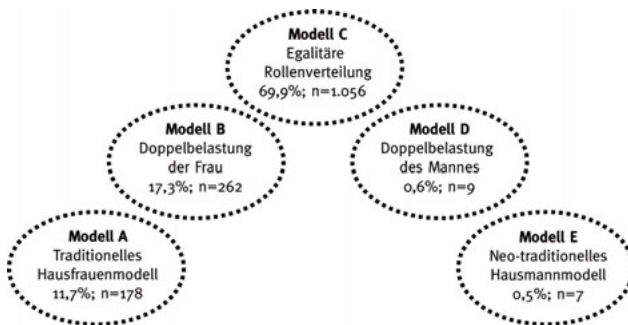 Modell C
Egalitäre
Rollenverteilung
69,9%; n=1.056
Modell B
Doppelbelastung
der Frau
17,3%; n=262
Modell D
Doppelbelastung
des Mannes
0,6%; n=9
Modell A
Traditionelles
Hausfrauenmodell
11,7%; n=178
Modell E
Neo-traditionelles
Hausmannmodell
0,5%; n=7